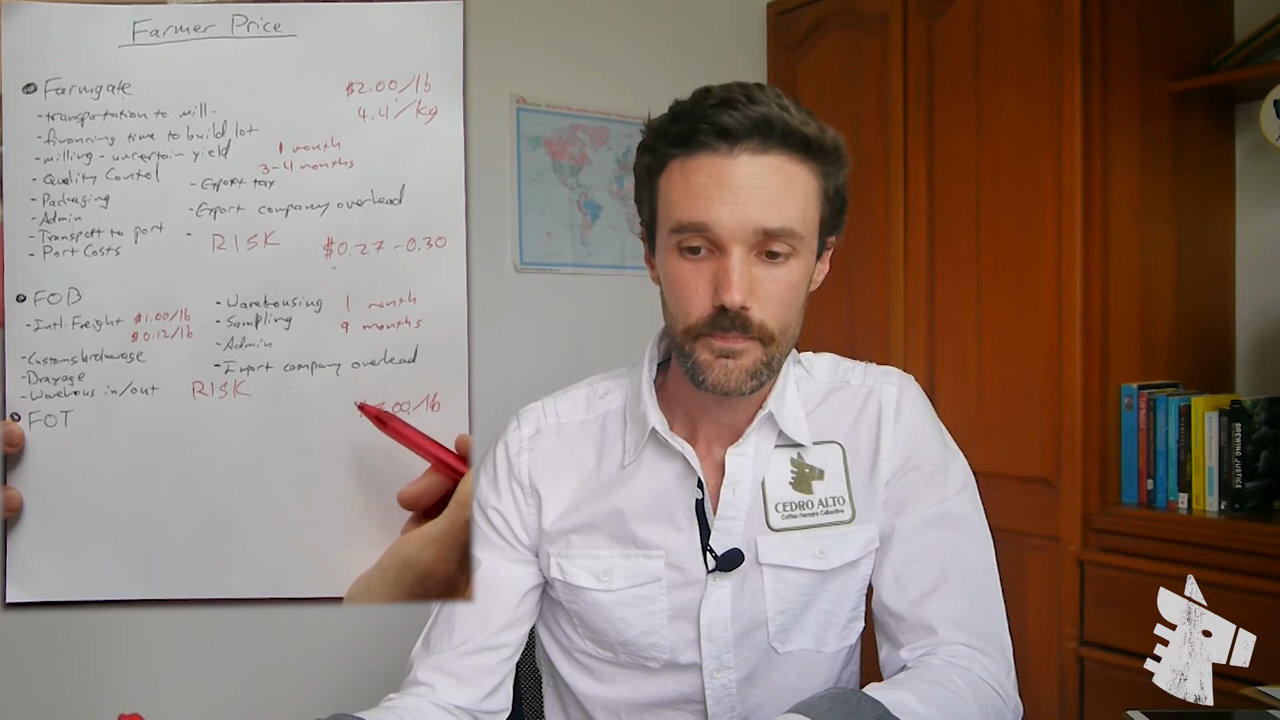 Farmer Price
Farmgate
$2.00/lb
-transportation to mill-
4.4/kg
-financing time to build lot
-milling - uncertain yield
1 month
3-4 months
-Quality Control
-Export tax
-Packaging
-Export company overhead
-Admin
-Transport to port
-
-Port Costs
RISK
$0.27-0.30
FOB
-Warehousing
1 month
-Intl. Freight
$1.00/lb
-Sampling
9 months
$0.12/lb
-Admin
-Customs brokerage
-Import company overhead
-Drayage
-Warehous in/out
RISK
.00/lb
FOT
CEDRO ALTO
Coffee Farmers Collective
BREWING JUSTICE